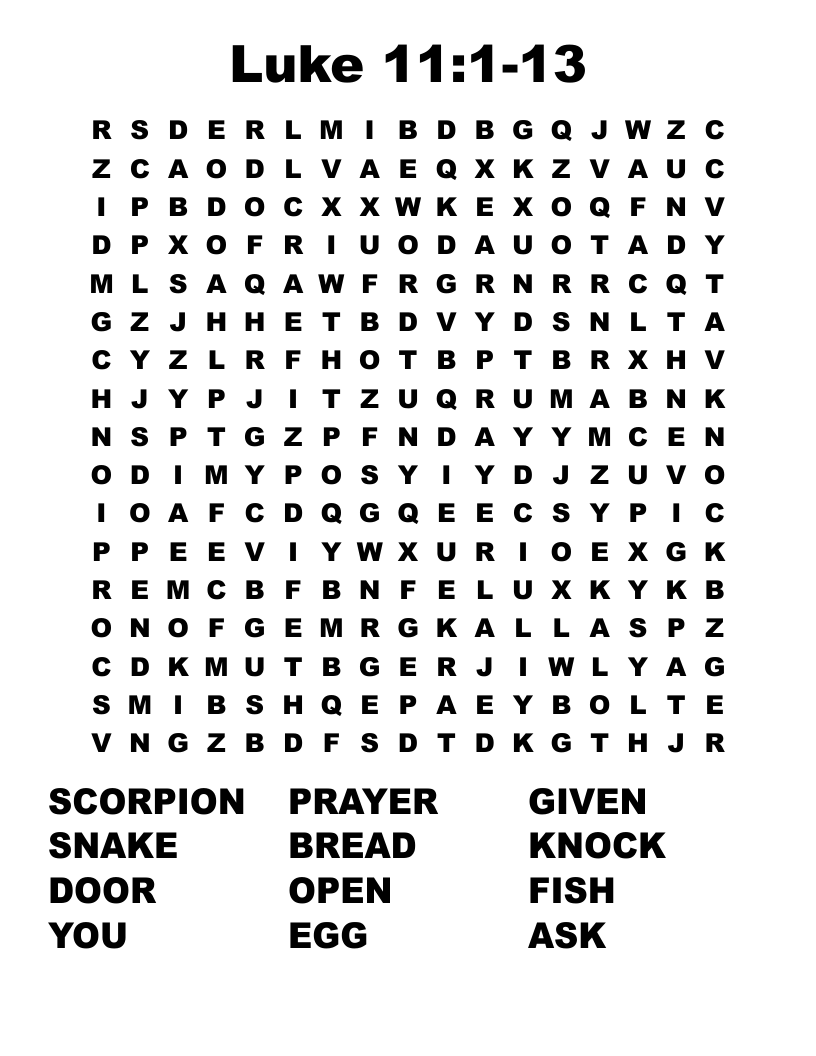 Luke 11:1-13
R S D E R L M I B D B G Q J W Z C
Z C A O D L V A E Q X K Z V A U C
I P B D O C X X W K E X O Q F N V
D P X O F R I U O D A U O T A D Y
M L S A Q A W F R G R N R R C Q T
G Z J H H E T B D V Y D S N L T A
C Y Z L R F H O T B P T B R X H V
H J Y P J I T Z U Q R U M A B N K
N S P T G Z P F N D A Y Y M C E N
O D I M Y P O S Y I Y D J Z U V O
I O A F C D Q G Q E E C S Y P I C
P P E E V I Y W X U R I O E X G K
R E M C B F B N F E L U X K Y K B
O N O F G E M R G K A L L A S P Z
C D K M U T B G E R J I W L Y A G
S M I B S H Q E P A E Y B O L T E
V N G Z B D F S D T D K G T H J R
SCORPION PRAYER GIVEN
SNAKE BREAD KNOCK
DOOR OPEN FISH
YOU EGG ASK